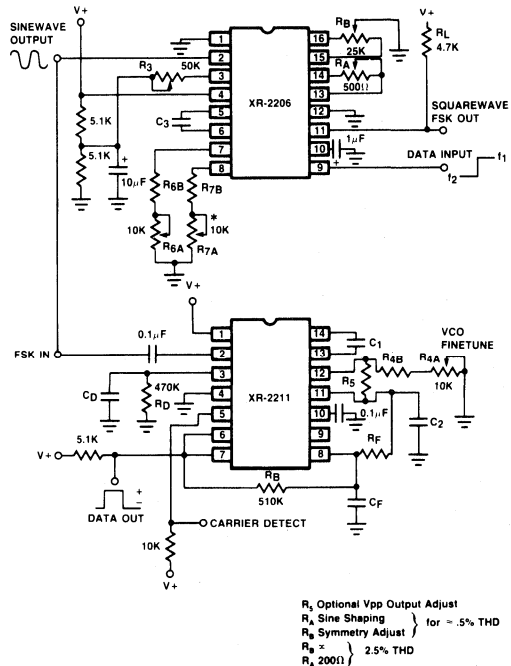 V+
SINEWAVE
OUTPUT
R3
50K
5.1K
5.1K
+
10μF
C3
R6B
R7B
10K
*
10K
R6A
R7A
1
2
3
4
5
6
7
8
XR-2206
16
15
14
13
12
11
10
9
RB
25K
RA
500Ω
V+
RL
4.7K
SQUAREWAVE
FSK OUT
1μF
+
DATA INPUT
f1
f2
V+
0.1μF
FSK IN
CD
470K
RD
5.1K
V+
+
−
DATA OUT
10K
V+
CARRIER DETECT
1
2
3
4
5
6
7
XR-2211
14
13
12
11
10
9
8
C1
R5
R4B
R4A
10K
VCO
FINETUNE
0.1μF
C2
RF
RB
510K
CF
R5 Optional Vpp Output Adjust
RA Sine Shaping
RB Symmetry Adjust
} for ≈ .5% THD
RB ∝
RA 200Ω
} 2.5% THD